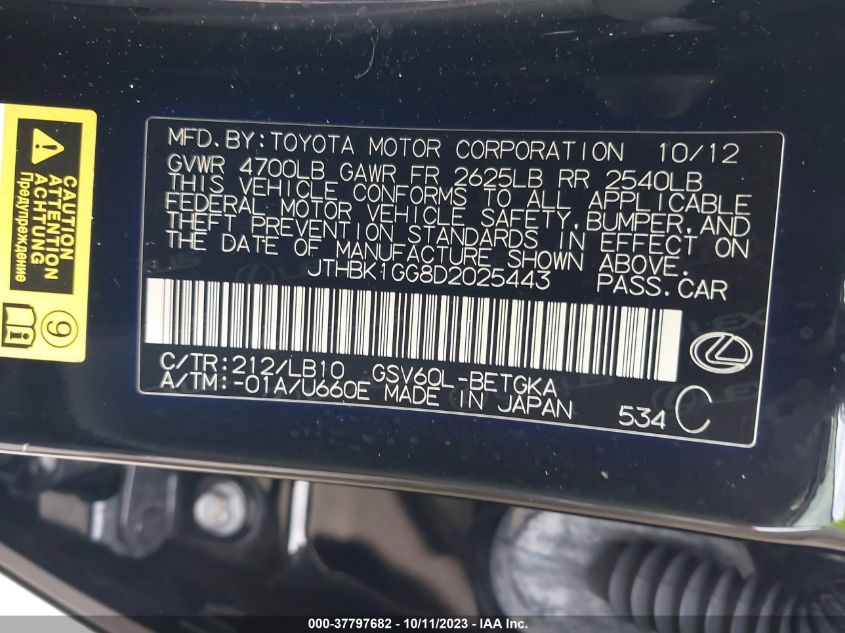 MFD.BY:TOYOTA MOTOR CORPORATION 10/12
GVWR 4700LB GAWR FR 2625LB RR 2540LB
THIS VEHICLE CONFORMS TO ALL APPLICABLE
FEDERAL MOTOR VEHICLE SAFETY,BUMPER,AND
THEFT PREVENTION STANDARDS IN EFFECT ON
THE DATE OF MANUFACTURE SHOWN ABOVE.
JTHBK1GG8D2025443 PASS.CAR
C/TR:212/LB10 GSV60L-BETGKA
A/TM:-01A/U660E MADE IN JAPAN 534 C
CAUTION
ATTENTION
ACHTUNG
Предупреждение
9
000-37797682 - 10/11/2023 - IAA Inc.